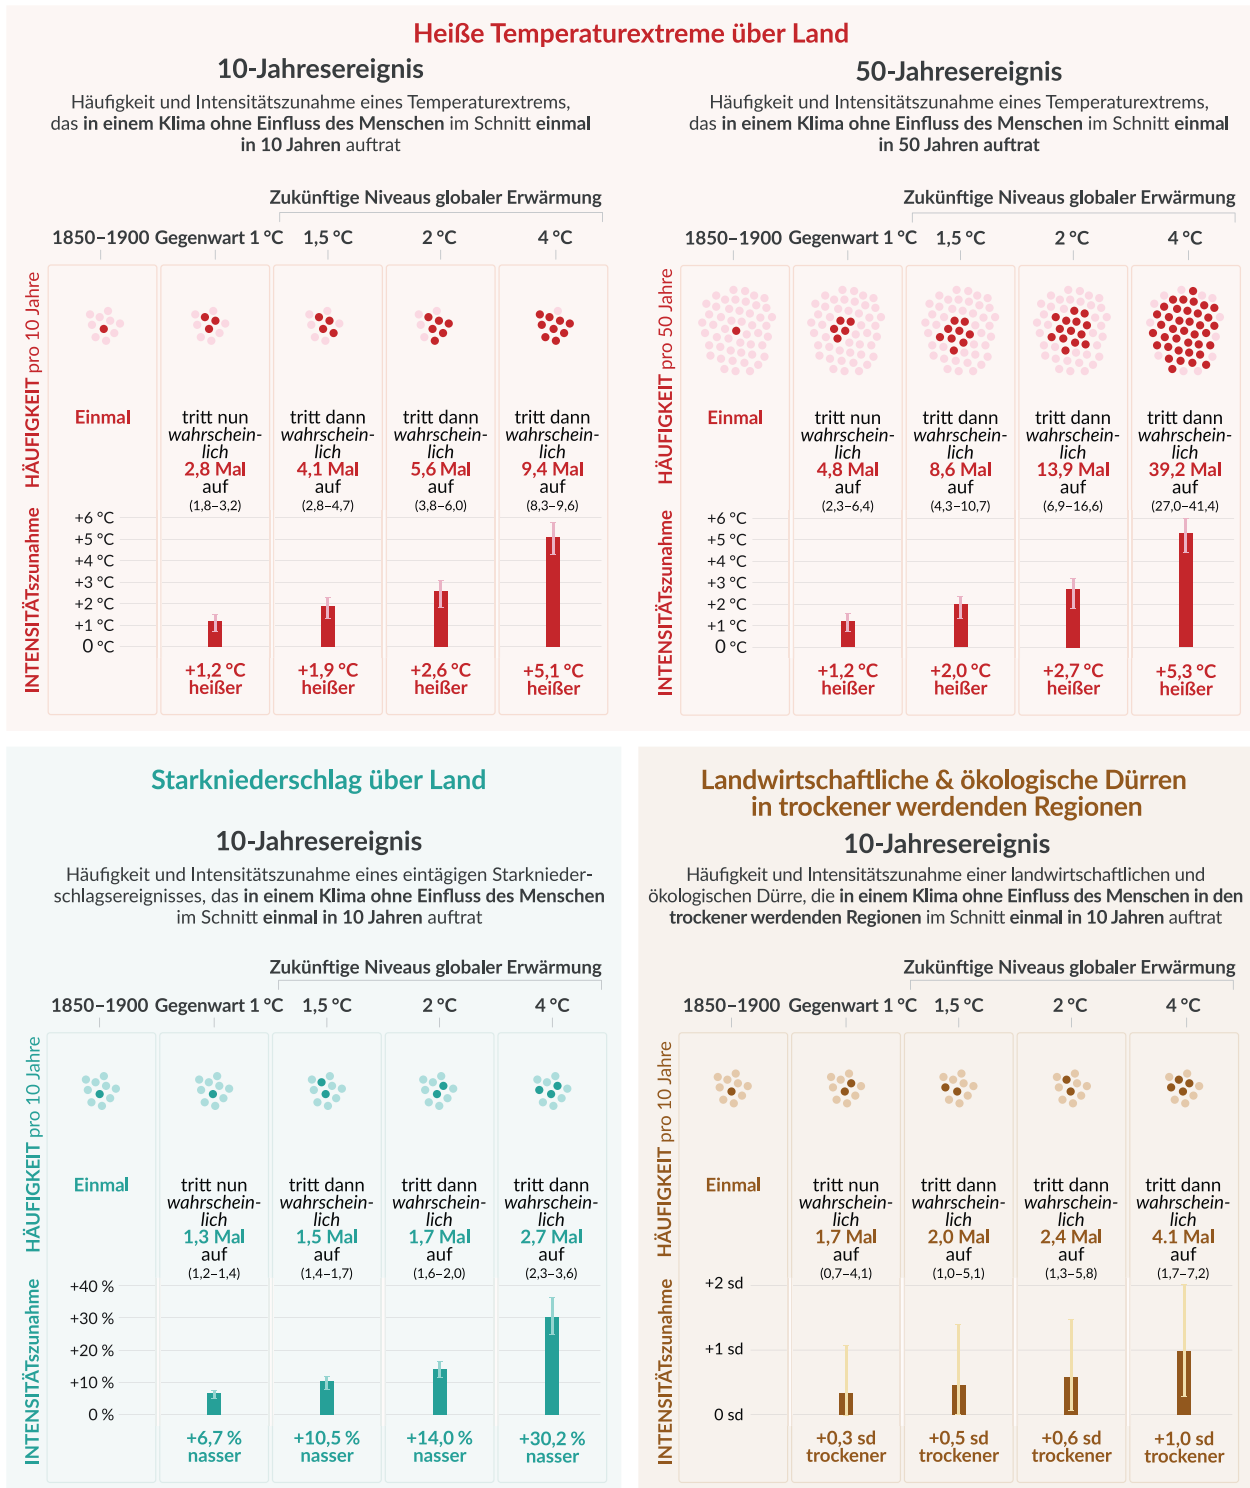 Heiße Temperaturextreme über Land
10-Jahresereignis
Häufigkeit und Intensitätszunahme eines Temperaturextrems,
das in einem Klima ohne Einfluss des Menschen im Schnitt einmal
in 10 Jahren auftrat
Zukünftige Niveaus globaler Erwärmung
1850–1900 Gegenwart 1 °C 1,5 °C 2 °C 4 °C
HÄUFIGKEIT pro 10 Jahre
Einmal
tritt nun
wahrschein-
lich
2,8 Mal
auf
(1,8–3,2)
tritt dann
wahrschein-
lich
4,1 Mal
auf
(2,8–4,7)
tritt dann
wahrschein-
lich
5,6 Mal
auf
(3,8–6,0)
tritt dann
wahrschein-
lich
9,4 Mal
auf
(8,3–9,6)
INTENSITÄTszunahme
+6 °C
+5 °C
+4 °C
+3 °C
+2 °C
+1 °C
0 °C
+1,2 °C
heißer
+1,9 °C
heißer
+2,6 °C
heißer
+5,1 °C
heißer
50-Jahresereignis
Häufigkeit und Intensitätszunahme eines Temperaturextrems,
das in einem Klima ohne Einfluss des Menschen im Schnitt einmal
in 50 Jahren auftrat
Zukünftige Niveaus globaler Erwärmung
1850–1900 Gegenwart 1 °C 1,5 °C 2 °C 4 °C
HÄUFIGKEIT pro 50 Jahre
Einmal
tritt nun
wahrschein-
lich
4,8 Mal
auf
(2,3–6,4)
tritt dann
wahrschein-
lich
8,6 Mal
auf
(4,3–10,7)
tritt dann
wahrschein-
lich
13,9 Mal
auf
(6,9–16,6)
tritt dann
wahrschein-
lich
39,2 Mal
auf
(27,0–41,4)
INTENSITÄTszunahme
+6 °C
+5 °C
+4 °C
+3 °C
+2 °C
+1 °C
0 °C
+1,2 °C
heißer
+2,0 °C
heißer
+2,7 °C
heißer
+5,3 °C
heißer
Starkniederschlag über Land
10-Jahresereignis
Häufigkeit und Intensitätszunahme eines eintägigen Starknieder-
schlagsereignisses, das in einem Klima ohne Einfluss des Menschen
im Schnitt einmal in 10 Jahren auftrat
Zukünftige Niveaus globaler Erwärmung
1850–1900 Gegenwart 1 °C 1,5 °C 2 °C 4 °C
HÄUFIGKEIT pro 10 Jahre
Einmal
tritt nun
wahrschein-
lich
1,3 Mal
auf
(1,2–1,4)
tritt dann
wahrschein-
lich
1,5 Mal
auf
(1,4–1,7)
tritt dann
wahrschein-
lich
1,7 Mal
auf
(1,6–2,0)
tritt dann
wahrschein-
lich
2,7 Mal
auf
(2,3–3,6)
INTENSITÄTszunahme
+40 %
+30 %
+20 %
+10 %
0 %
+6,7 %
nasser
+10,5 %
nasser
+14,0 %
nasser
+30,2 %
nasser
Landwirtschaftliche & ökologische Dürren
in trockener werdenden Regionen
10-Jahresereignis
Häufigkeit und Intensitätszunahme einer landwirtschaftlichen und
ökologischen Dürre, die in einem Klima ohne Einfluss des Menschen in den
trockener werdenden Regionen im Schnitt einmal in 10 Jahren auftrat
Zukünftige Niveaus globaler Erwärmung
1850–1900 Gegenwart 1 °C 1,5 °C 2 °C 4 °C
HÄUFIGKEIT pro 10 Jahre
Einmal
tritt nun
wahrschein-
lich
1,7 Mal
auf
(0,7–4,1)
tritt dann
wahrschein-
lich
2,0 Mal
auf
(1,0–5,1)
tritt dann
wahrschein-
lich
2,4 Mal
auf
(1,3–5,8)
tritt dann
wahrschein-
lich
4.1 Mal
auf
(1,7–7,2)
INTENSITÄTszunahme
+2 sd
+1 sd
0 sd
+0,3 sd
trockener
+0,5 sd
trockener
+0,6 sd
trockener
+1,0 sd
trockener